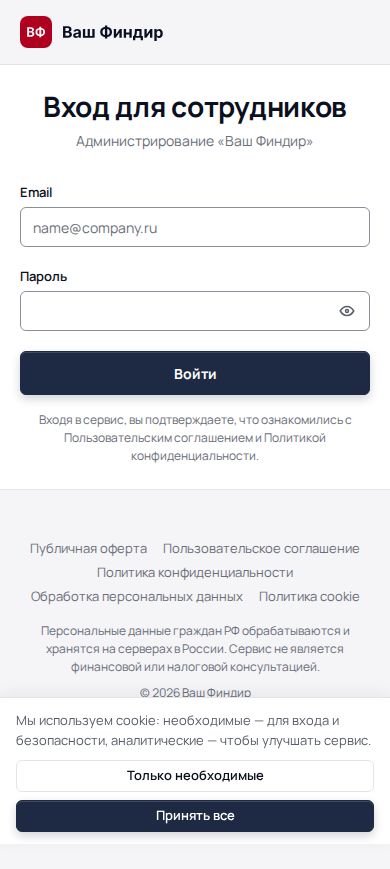 ВФ Ваш Финдир
Вход для сотрудников
Администрирование «Ваш Финдир»
Email
name@company.ru
Пароль
Войти
Входя в сервис, вы подтверждаете, что ознакомились с
Пользовательским соглашением и Политикой
конфиденциальности.
Публичная оферта Пользовательское соглашение
Политика конфиденциальности
Обработка персональных данных Политика cookie
Персональные данные граждан РФ обрабатываются и
хранятся на серверах в России. Сервис не является
финансовой или налоговой консультацией.
© 2026 Ваш Финдир
Мы используем cookie: необходимые — для входа и
безопасности, аналитические — чтобы улучшать сервис.
Только необходимые
Принять все